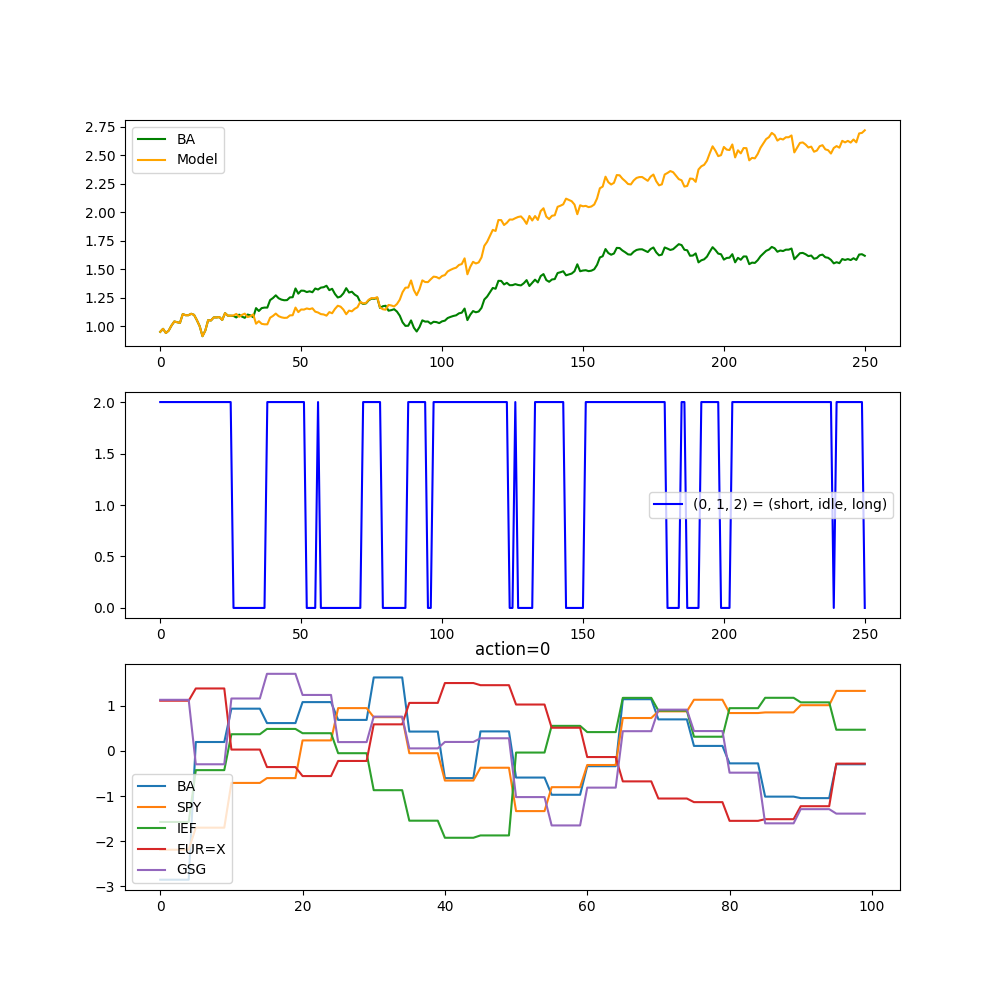 2.75
2.50
2.25
2.00
1.75
1.50
1.25
1.00
BA
Model
0 50 100 150 200 250
2.0
1.5
1.0
0.5
0.0
(0, 1, 2) = (short, idle, long)
0 50 100 150 200 250
action=0
1
0
−1
−2
−3
BA
SPY
IEF
EUR=X
GSG
0 20 40 60 80 100